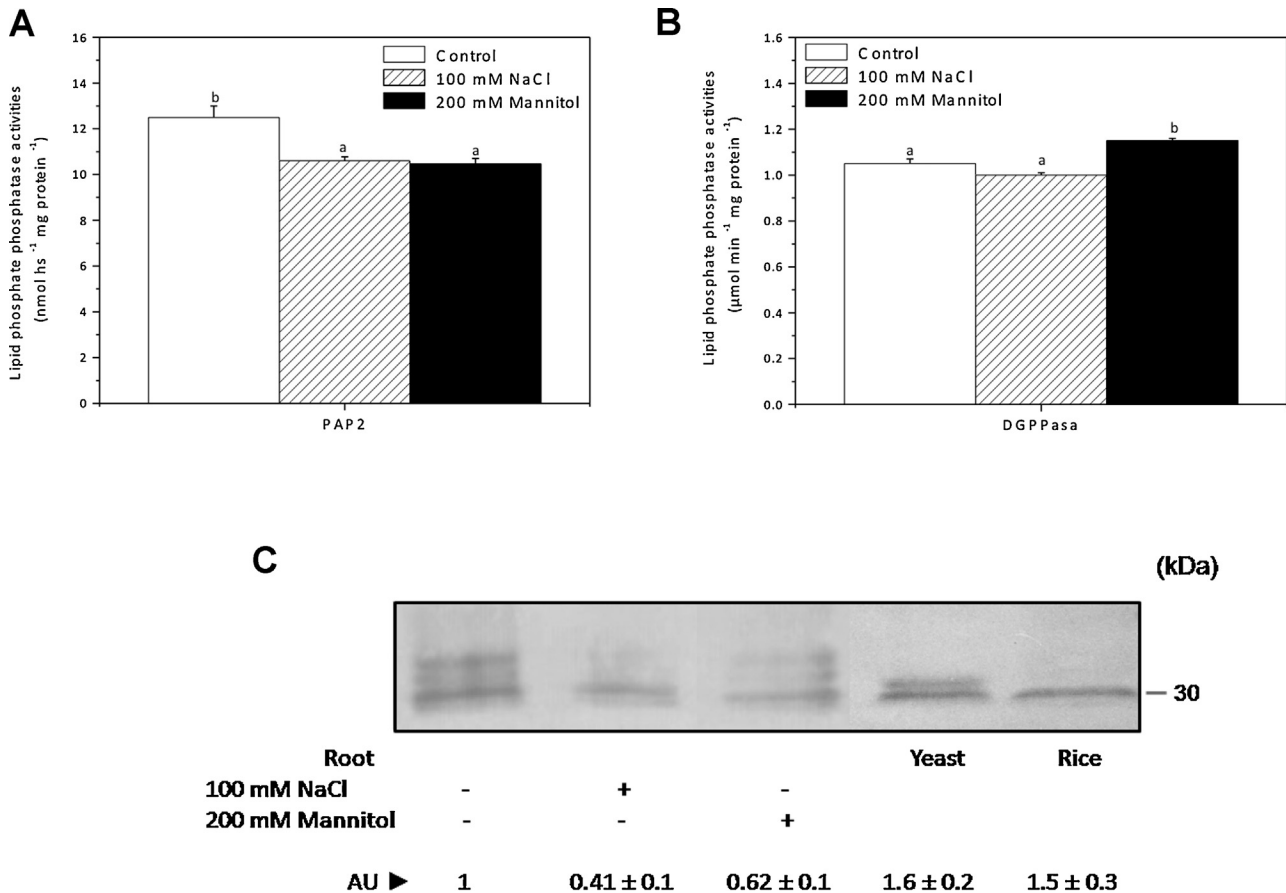 A
Lipid phosphatase phosphatase activities
(nmol hs -1 mg protein -1)
16
14
12
10
8
6
4
2
0
Control
100 mM NaCl
200 mM Mannitol
b
a
a
PAP2
B
Lipid phosphate phosphatase activities
(µmol min -1 mg protein -1)
1.6
1.4
1.2
1.0
0.8
0.6
0.4
0.2
0.0
Control
100 mM NaCl
200 mM Mannitol
a
a
b
DGPPasa
C
(kDa)
30
Root Yeast Rice
100 mM NaCl - + -
200 mM Mannitol - - +
AU ► 1 0.41 ± 0.1 0.62 ± 0.1 1.6 ± 0.2 1.5 ± 0.3